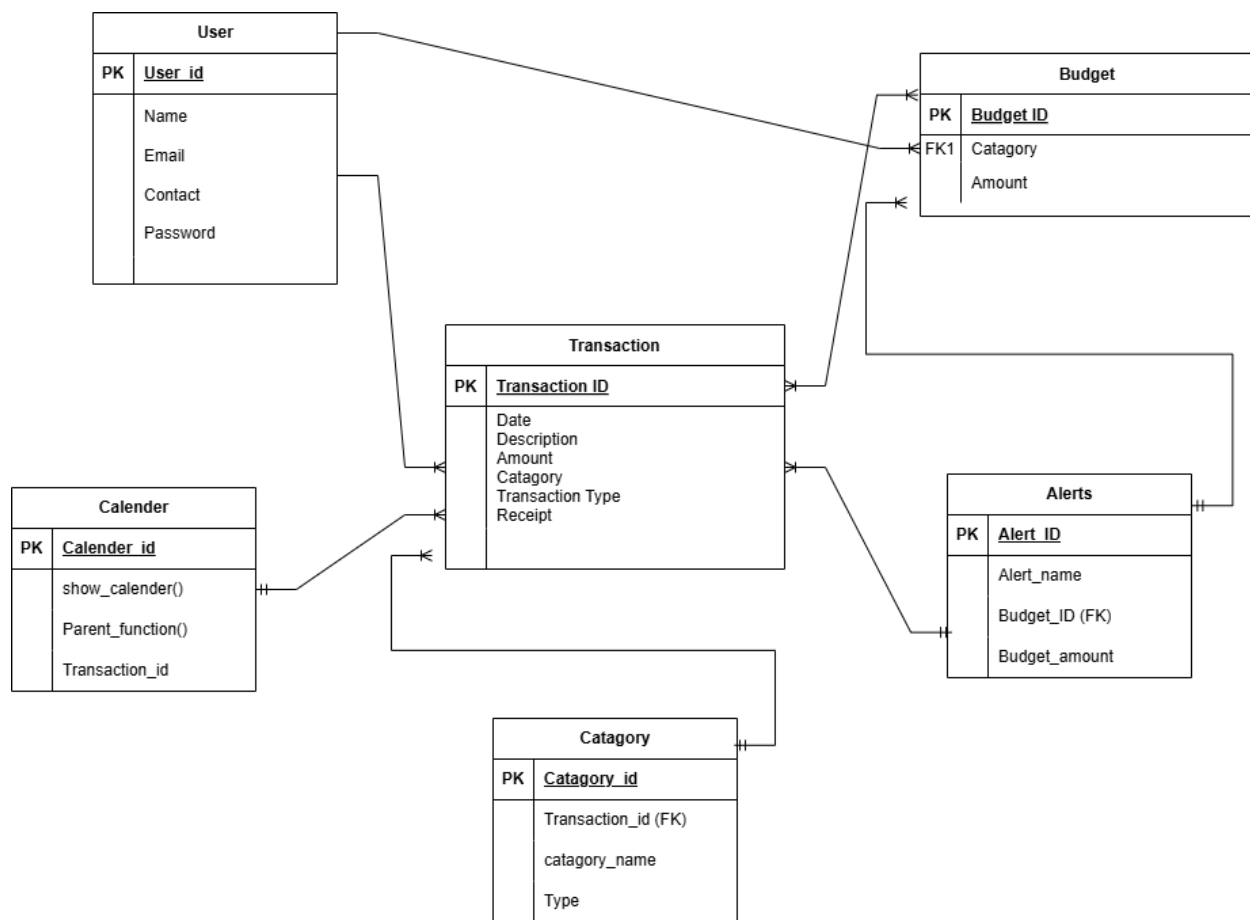 User
PK User_id
Name
Email
Contact
Password
Budget
PK Budget ID
FK1 Catagory
Amount
Transaction
PK Transaction ID
Date
Description
Amount
Catagory
Transaction Type
Receipt
Calender
PK Calender_id
show_calender()
Parent_function()
Transaction_id
Alerts
PK Alert_ID
Alert_name
Budget_ID (FK)
Budget_amount
Catagory
PK Catagory_id
Transaction_id (FK)
catagory_name
Type